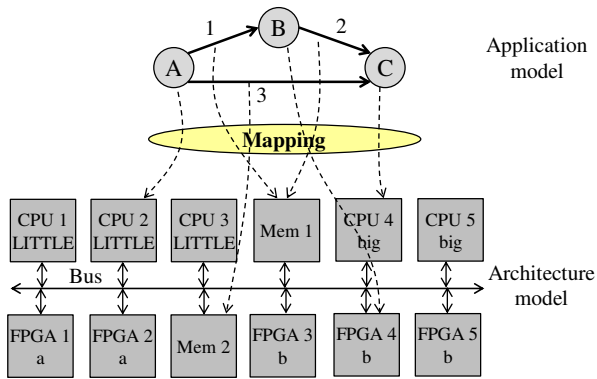 1
B
2
A
C
3
Application
model
Mapping
CPU 1
LITTLE
CPU 2
LITTLE
CPU 3
LITTLE
Mem 1
CPU 4
big
CPU 5
big
Bus
Architecture
model
FPGA 1
a
FPGA 2
a
Mem 2
FPGA 3
b
FPGA 4
b
FPGA 5
b